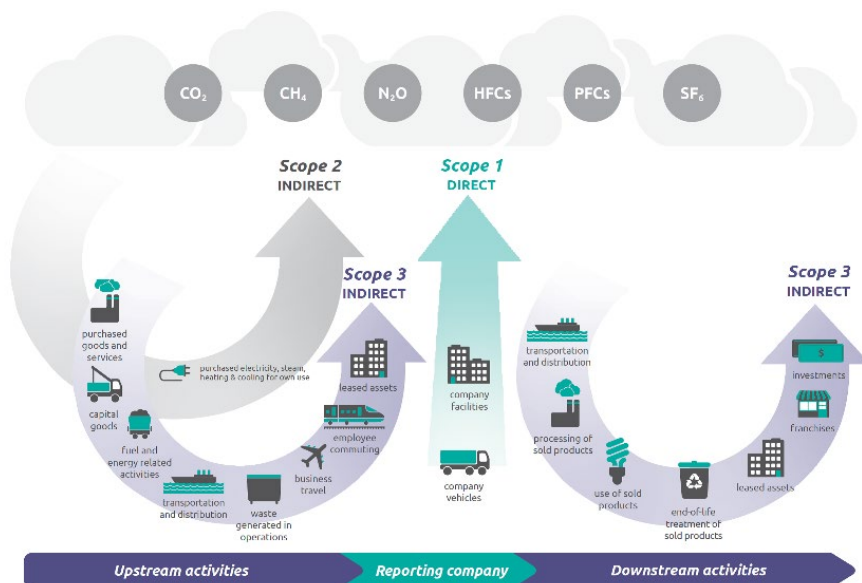 CO₂
CH₄
N₂O
HFCs
PFCs
SF₆
Scope 2
INDIRECT
Scope 1
DIRECT
Scope 3
INDIRECT
Scope 3
INDIRECT
purchased
goods and
services
capital
goods
fuel and
energy related
activities
transportation
and distribution
waste
generated in
operations
business
travel
employee
commuting
leased assets
purchased electricity, steam,
heating & cooling for own use
company
facilities
company
vehicles
transportation
and distribution
processing of
sold products
use of sold
products
end-of-life
treatment of
sold products
leased assets
franchises
$
investments
Upstream activities
Reporting company
Downstream activities